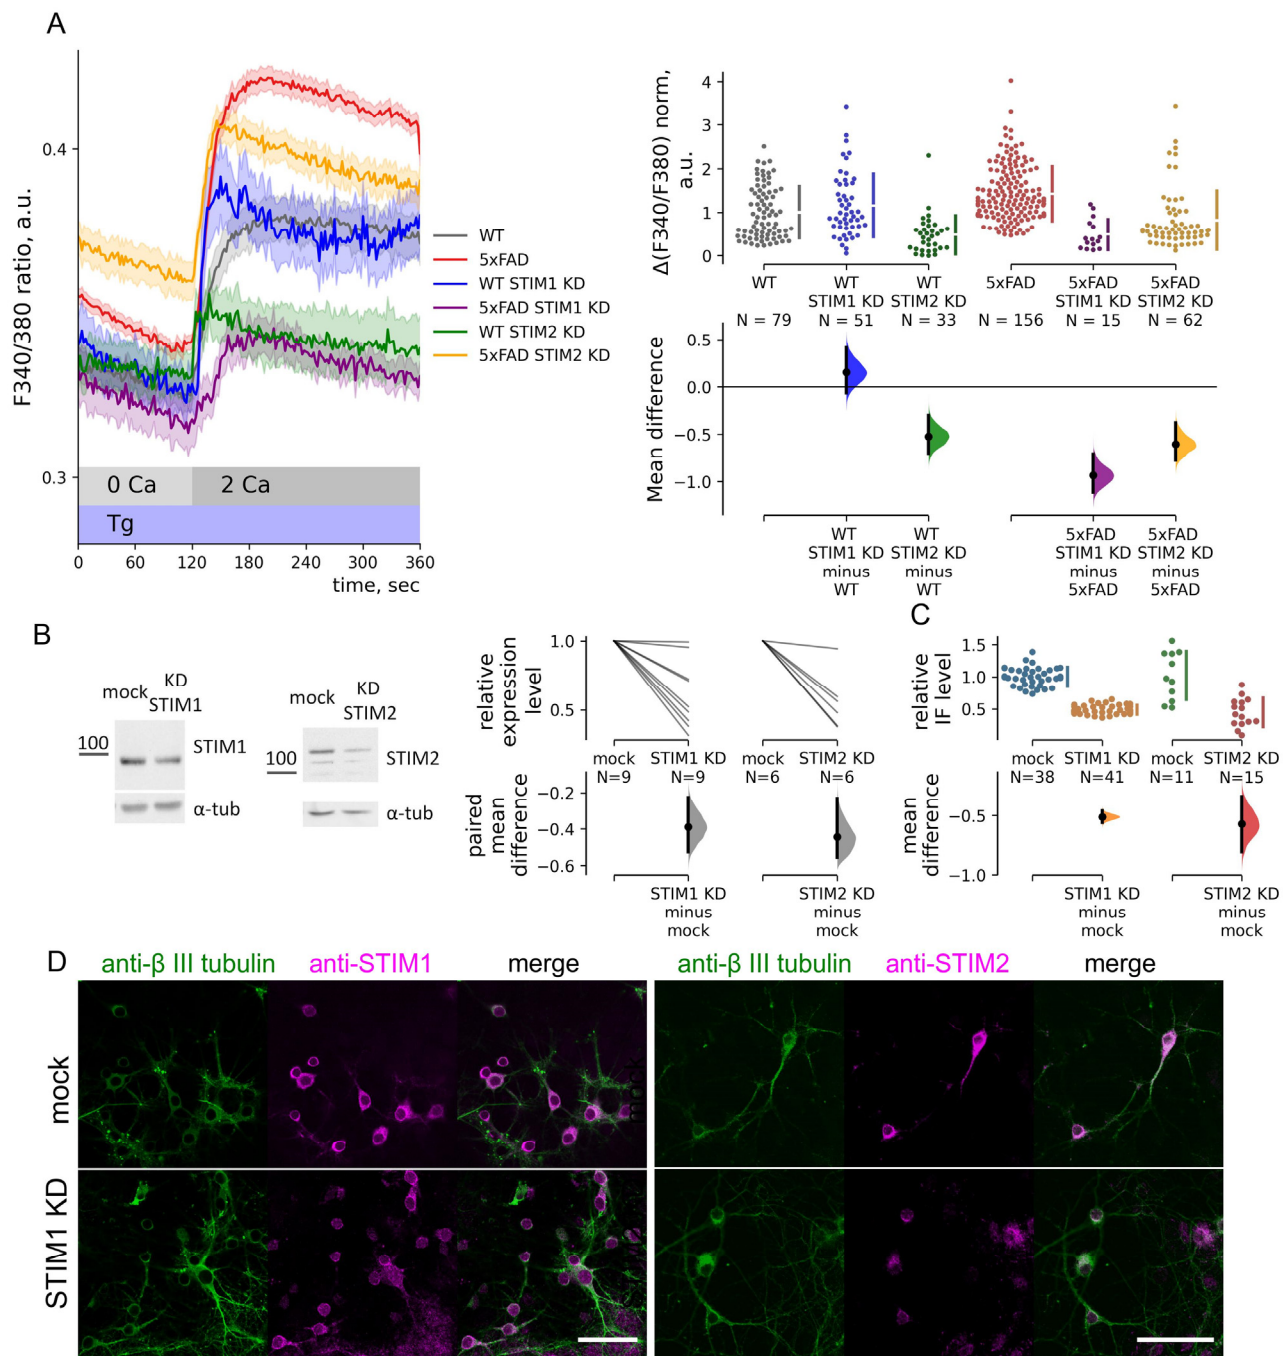 A
F340/380 ratio, a.u.
0.4
0.3
0 Ca
2 Ca
Tg
0
60
120
180
240
300
360
time, sec
WT
5xFAD
WT STIM1 KD
5xFAD STIM1 KD
WT STIM2 KD
5xFAD STIM2 KD
Δ(F340/F380) norm,
a.u.
4
3
2
1
0
WT
WT
STIM1 KD
WT
STIM2 KD
5xFAD
5xFAD
STIM1 KD
5xFAD
STIM2 KD
N = 79
N = 51
N = 33
N = 156
N = 15
N = 62
Mean difference
0.5
0.0
−0.5
−1.0
WT
STIM1 KD
minus
WT
WT
STIM2 KD
minus
WT
5xFAD
STIM1 KD
minus
5xFAD
5xFAD
STIM2 KD
minus
5xFAD
B
mock
KD
STIM1
100
STIM1
α-tub
mock
KD
STIM2
100
STIM2
α-tub
relative
expression
level
1.0
0.5
mock
N=9
STIM1 KD
N=9
mock
N=6
STIM2 KD
N=6
paired
mean
difference
−0.2
−0.4
−0.6
STIM1 KD
minus
mock
STIM2 KD
minus
mock
C
relative
IF level
1.5
1.0
0.5
mock
N=38
STIM1 KD
N=41
mock
N=11
STIM2 KD
N=15
mean
difference
−0.5
−1.0
STIM1 KD
minus
mock
STIM2 KD
minus
mock
D
anti-β III tubulin
anti-STIM1
merge
anti-β III tubulin
anti-STIM2
merge
mock
STIM1 KD